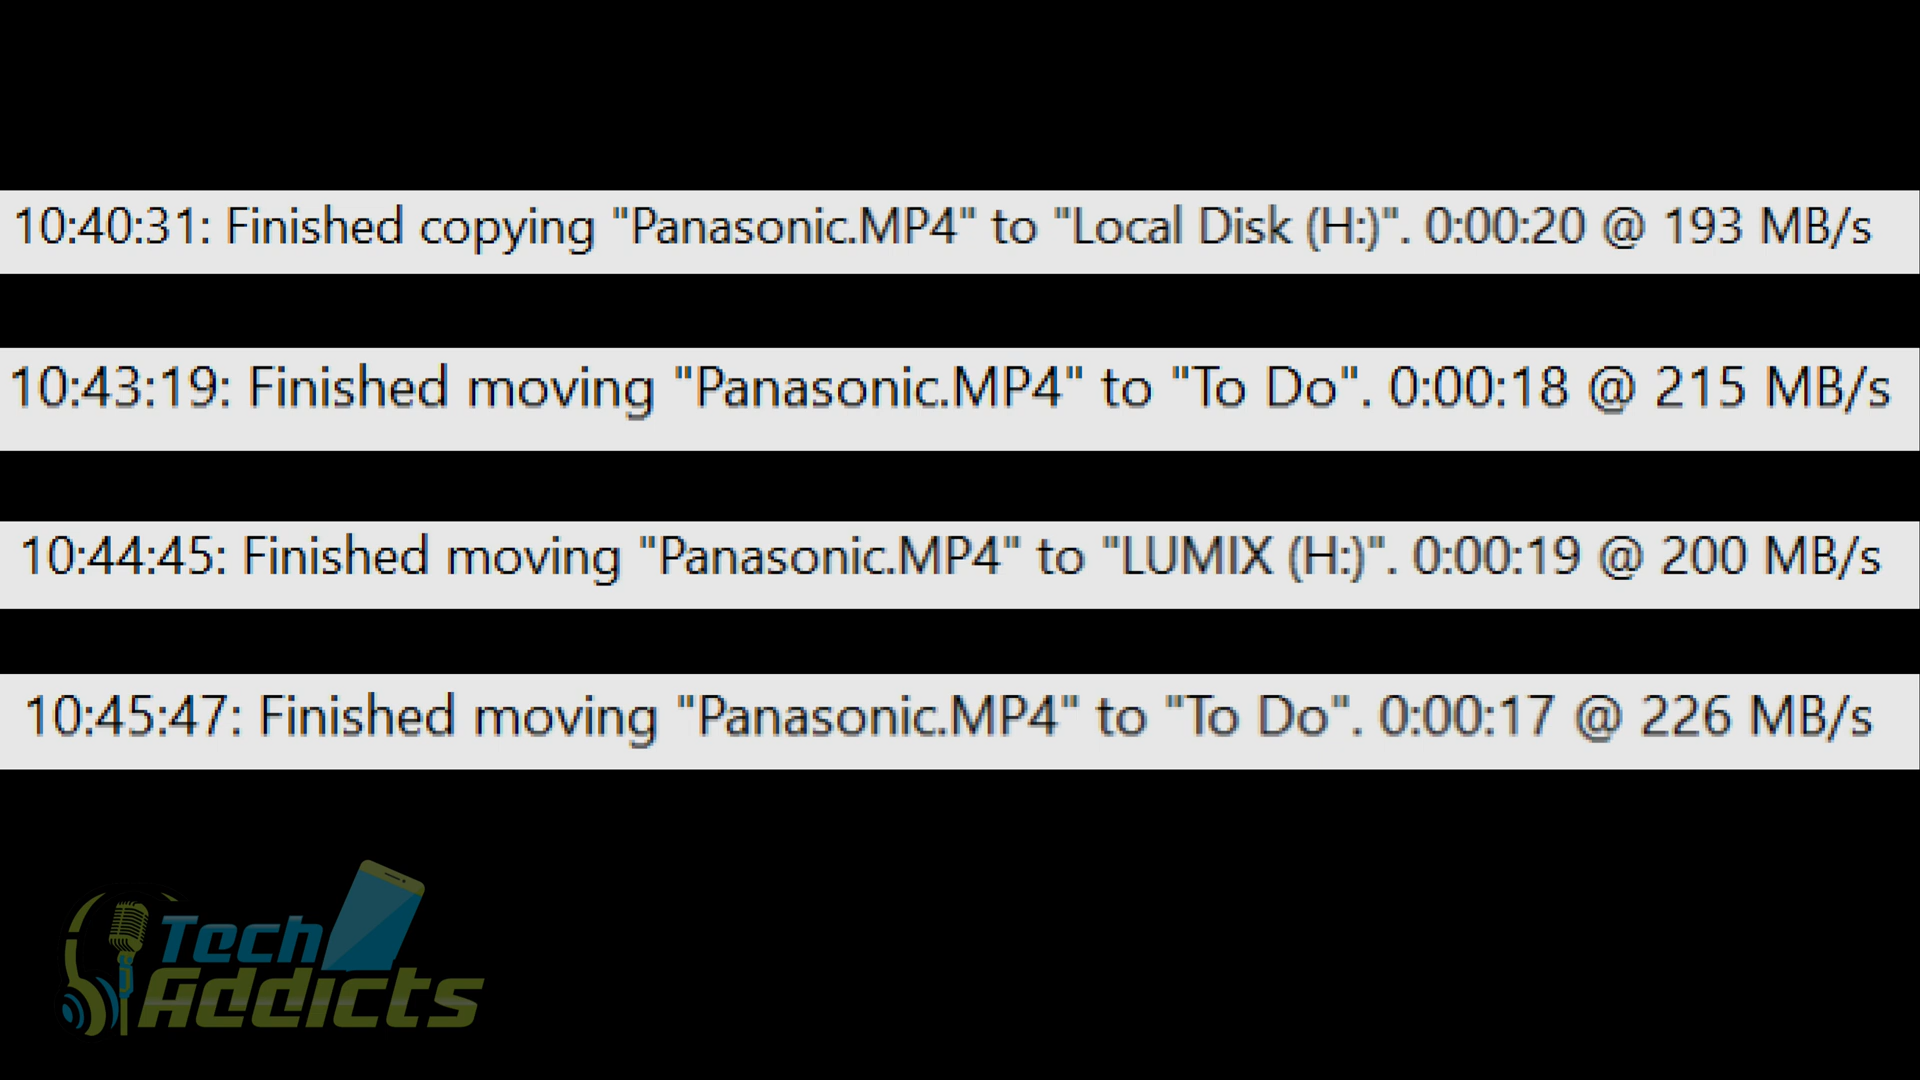 10:40:31: Finished copying "Panasonic.MP4" to "Local Disk (H:)". 0:00:20 @ 193 MB/s
10:43:19: Finished moving "Panasonic.MP4" to "To Do". 0:00:18 @ 215 MB/s
10:44:45: Finished moving "Panasonic.MP4" to "LUMIX (H:)". 0:00:19 @ 200 MB/s
10:45:47: Finished moving "Panasonic.MP4" to "To Do". 0:00:17 @ 226 MB/s
Tech
Addicts